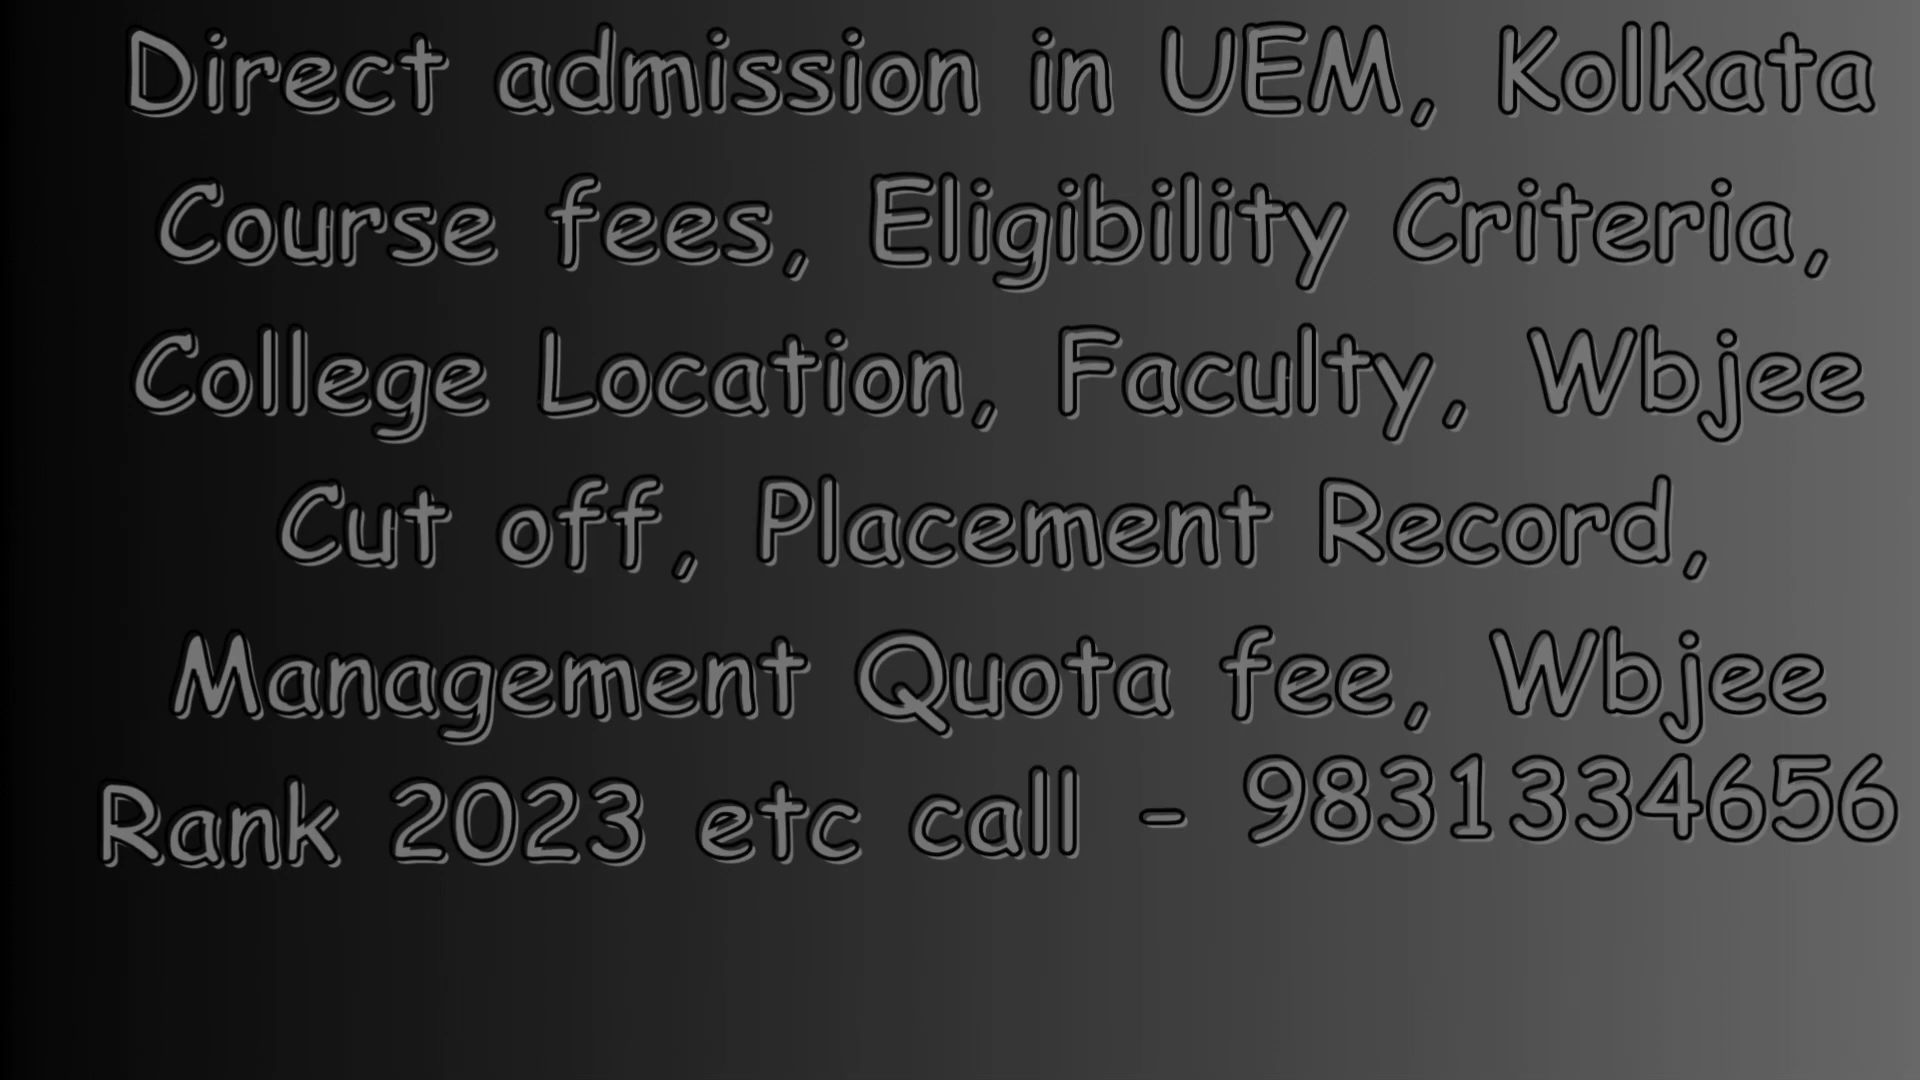 Direct admission in UEM, Kolkata
Course fees, Eligibility Criteria,
College Location, Faculty, Wbjee
Cut off, Placement Record,
Management Quota fee, Wbjee
Rank 2023 etc call - 9831334656